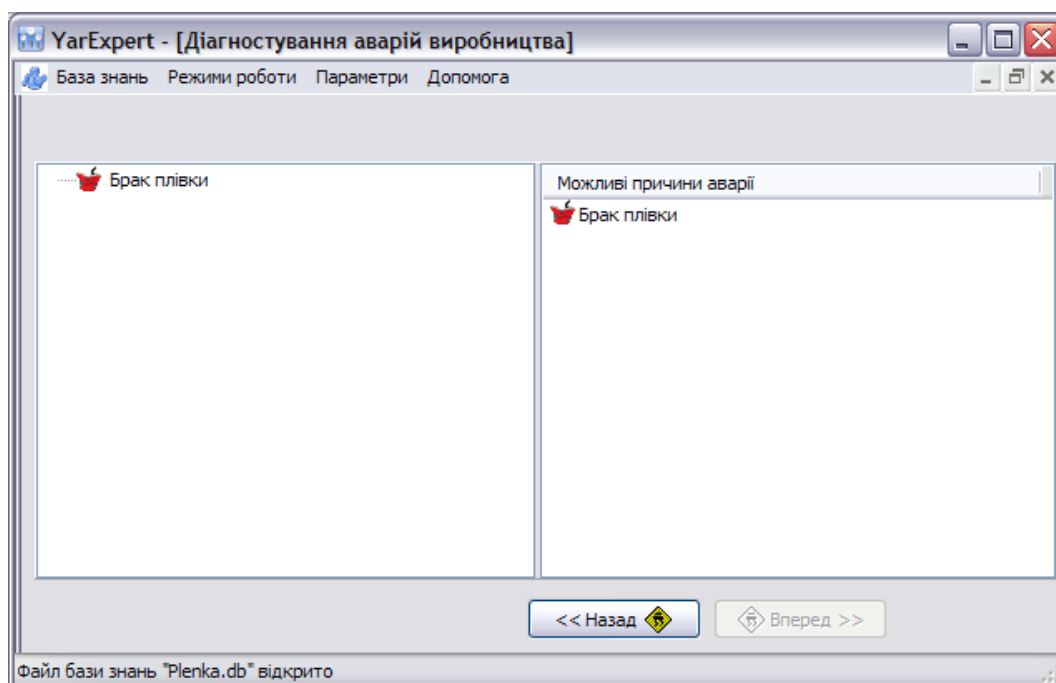 YarExpert - [Діагностування аварій виробництва]
База знань Режими роботи Параметри Допомога
Брак плівки
Можливі причини аварії
Брак плівки
<< Назад
Вперед >>
Файл бази знань "Plenka.db" відкрито